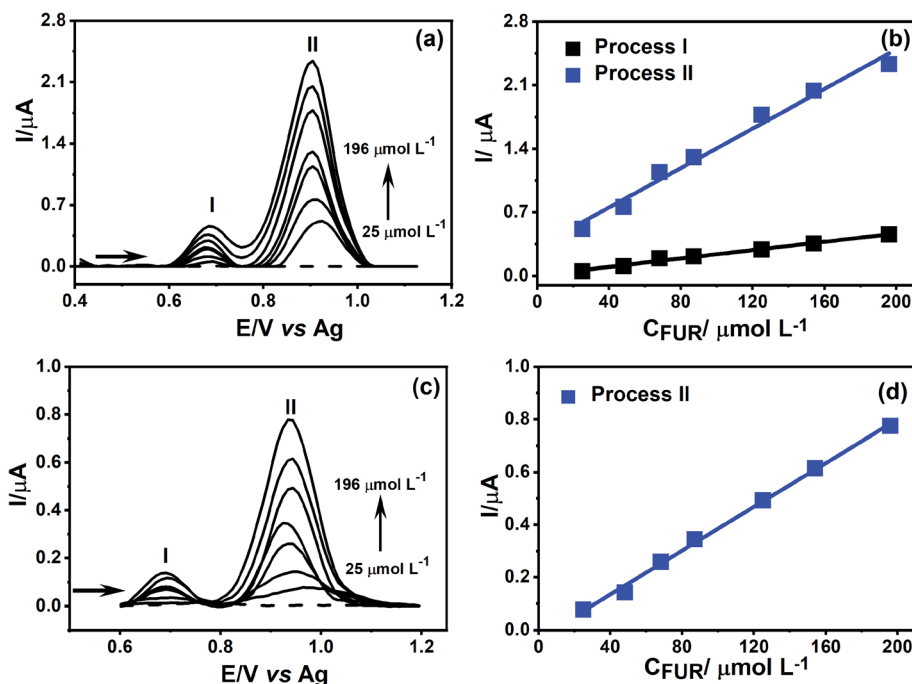 (a)
I/µA
2.8
2.1
1.4
0.7
0.0
I
II
196 µmol L⁻¹
25 µmol L⁻¹
0.4 0.6 0.8 1.0 1.2
E/V vs Ag
(b)
I/ µA
2.8
2.1
1.4
0.7
0.0
Process I
Process II
0 40 80 120 160 200
C_FUR/ µmol L⁻¹
(c)
I/µA
1.0
0.8
0.6
0.4
0.2
0.0
I
II
196 µmol L⁻¹
25 µmol L⁻¹
0.6 0.8 1.0 1.2
E/V vs Ag
(d)
I/µA
1.0
0.8
0.6
0.4
0.2
0.0
Process II
0 40 80 120 160 200
C_FUR/ µmol L⁻¹